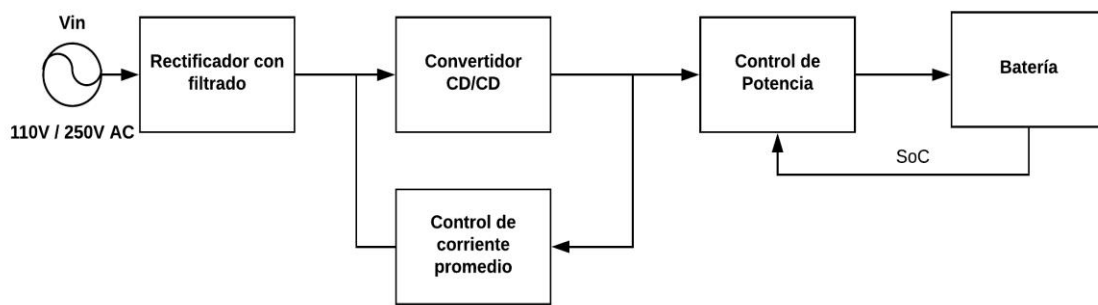 Vin
110V / 250V AC
Rectificador con
filtrado
Convertidor
CD/CD
Control de
Potencia
Batería
SoC
Control de
corriente
promedio